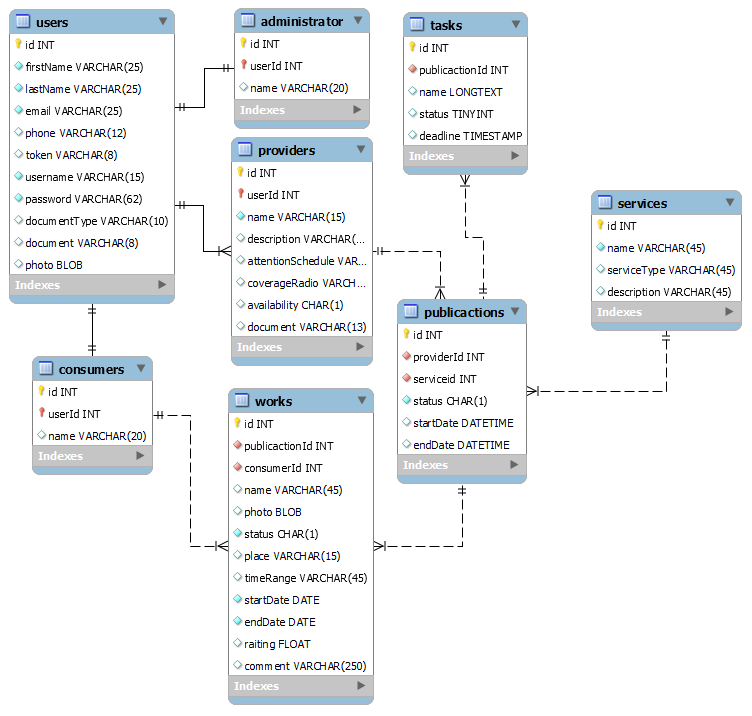 users
id INT
firstName VARCHAR(25)
lastName VARCHAR(25)
email VARCHAR(25)
phone VARCHAR(12)
token VARCHAR(8)
username VARCHAR(15)
password VARCHAR(62)
documentType VARCHAR(10)
document VARCHAR(8)
photo BLOB
Indexes
administrator
id INT
userId INT
name VARCHAR(20)
Indexes
tasks
id INT
publicactionId INT
name LONGTEXT
status TINYINT
deadline TIMESTAMP
Indexes
providers
id INT
userId INT
name VARCHAR(15)
description VARCHAR(...
attentionSchedule VAR...
coverageRadio VARCH...
availability CHAR(1)
document VARCHAR(13)
Indexes
services
id INT
name VARCHAR(45)
serviceType VARCHAR(45)
description VARCHAR(45)
Indexes
publicactions
id INT
providerId INT
serviceid INT
status CHAR(1)
startDate DATETIME
endDate DATETIME
Indexes
consumers
id INT
userId INT
name VARCHAR(20)
Indexes
works
id INT
publicactionId INT
consumerId INT
name VARCHAR(45)
photo BLOB
status CHAR(1)
place VARCHAR(15)
timeRange VARCHAR(45)
startDate DATE
endDate DATE
raiting FLOAT
comment VARCHAR(250)
Indexes